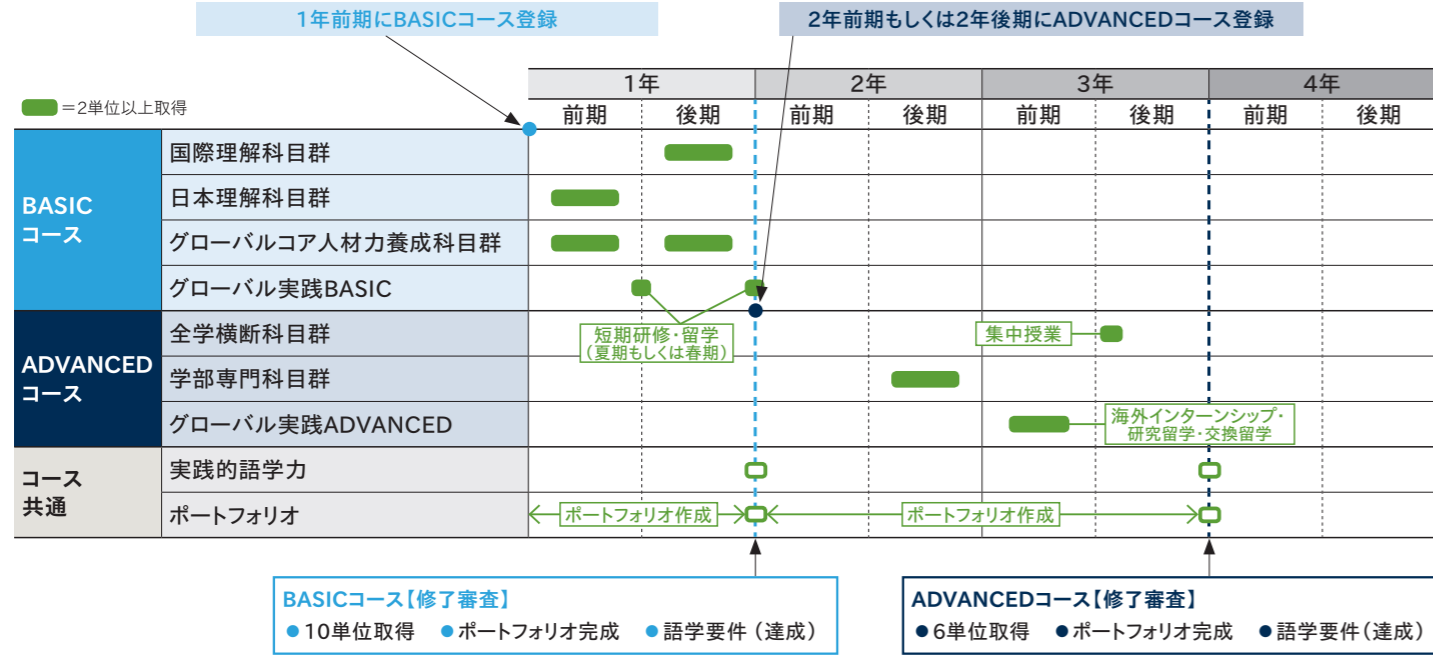 1年前期にBASICコース登録
2年前期もしくは2年後期にADVANCEDコース登録
=2単位以上取得
1年
2年
3年
4年
前期
後期
前期
後期
前期
後期
前期
後期
BASIC
コース
国際理解科目群
日本理解科目群
グローバルコア人材力養成科目群
グローバル実践BASIC
短期研修・留学
(夏期もしくは春期)
ADVANCED
コース
全学横断科目群
集中授業
学部専門科目群
グローバル実践ADVANCED
海外インターンシップ・
研究留学・交換留学
コース
共通
実践的語学力
ポートフォリオ
ポートフォリオ作成
ポートフォリオ作成
BASICコース【修了審査】
●10単位取得 ●ポートフォリオ完成 ●語学要件(達成)
ADVANCEDコース【修了審査】
●6単位取得 ●ポートフォリオ完成 ●語学要件(達成)